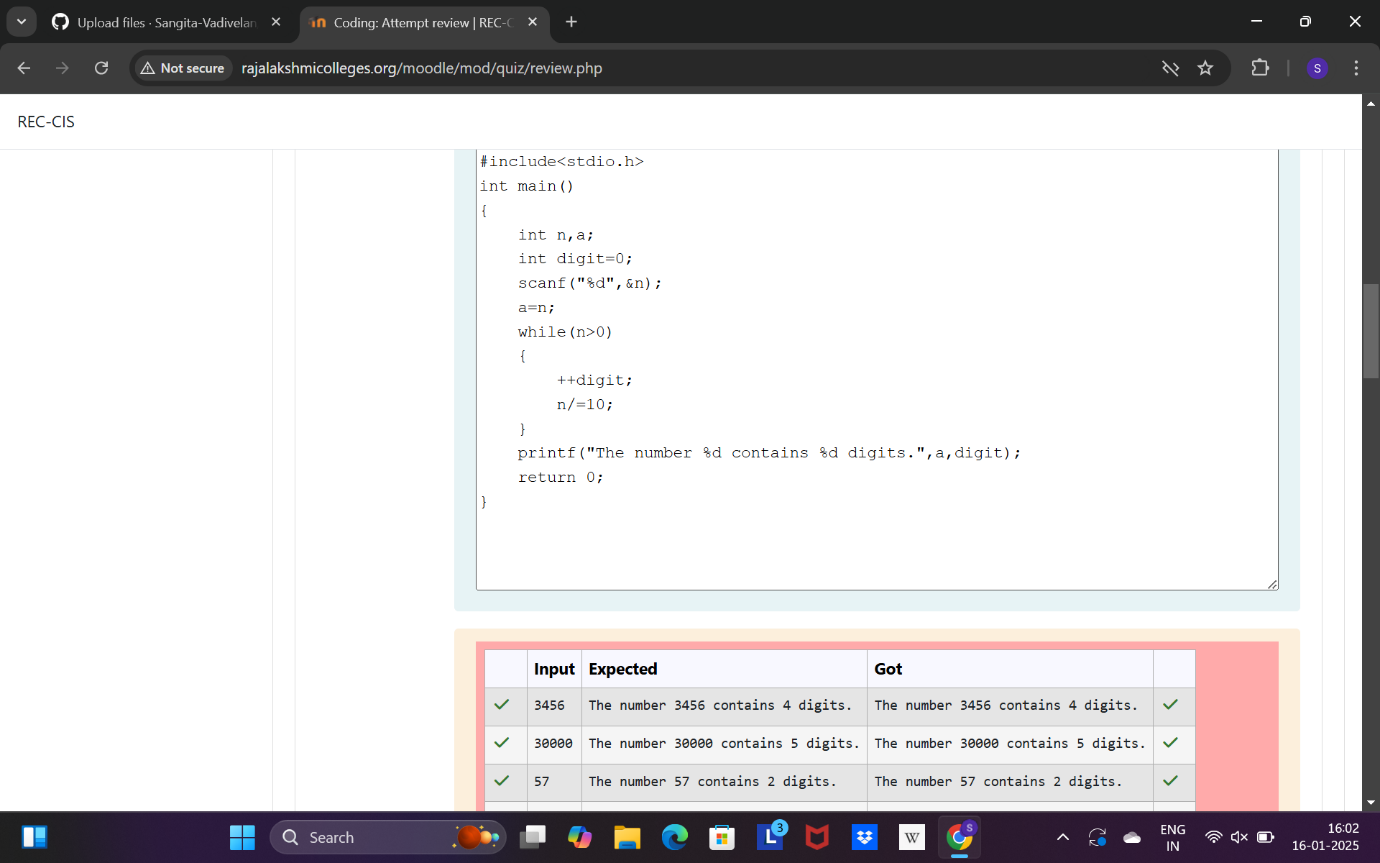 Upload files · Sangita-Vadivelan
Coding: Attempt review | REC-C
Not secure
rajalakshmicolleges.org/moodle/mod/quiz/review.php
S
REC-CIS
#include<stdio.h>
int main()
{
int n,a;
int digit=0;
scanf("%d",&n);
a=n;
while(n>0)
{
++digit;
n/=10;
}
printf("The number %d contains %d digits.",a,digit);
return 0;
}
Input Expected Got
3456 The number 3456 contains 4 digits. The number 3456 contains 4 digits.
30000 The number 30000 contains 5 digits. The number 30000 contains 5 digits.
57 The number 57 contains 2 digits. The number 57 contains 2 digits.
Search
L 3
W
S
ENG
IN
16:02
16-01-2025